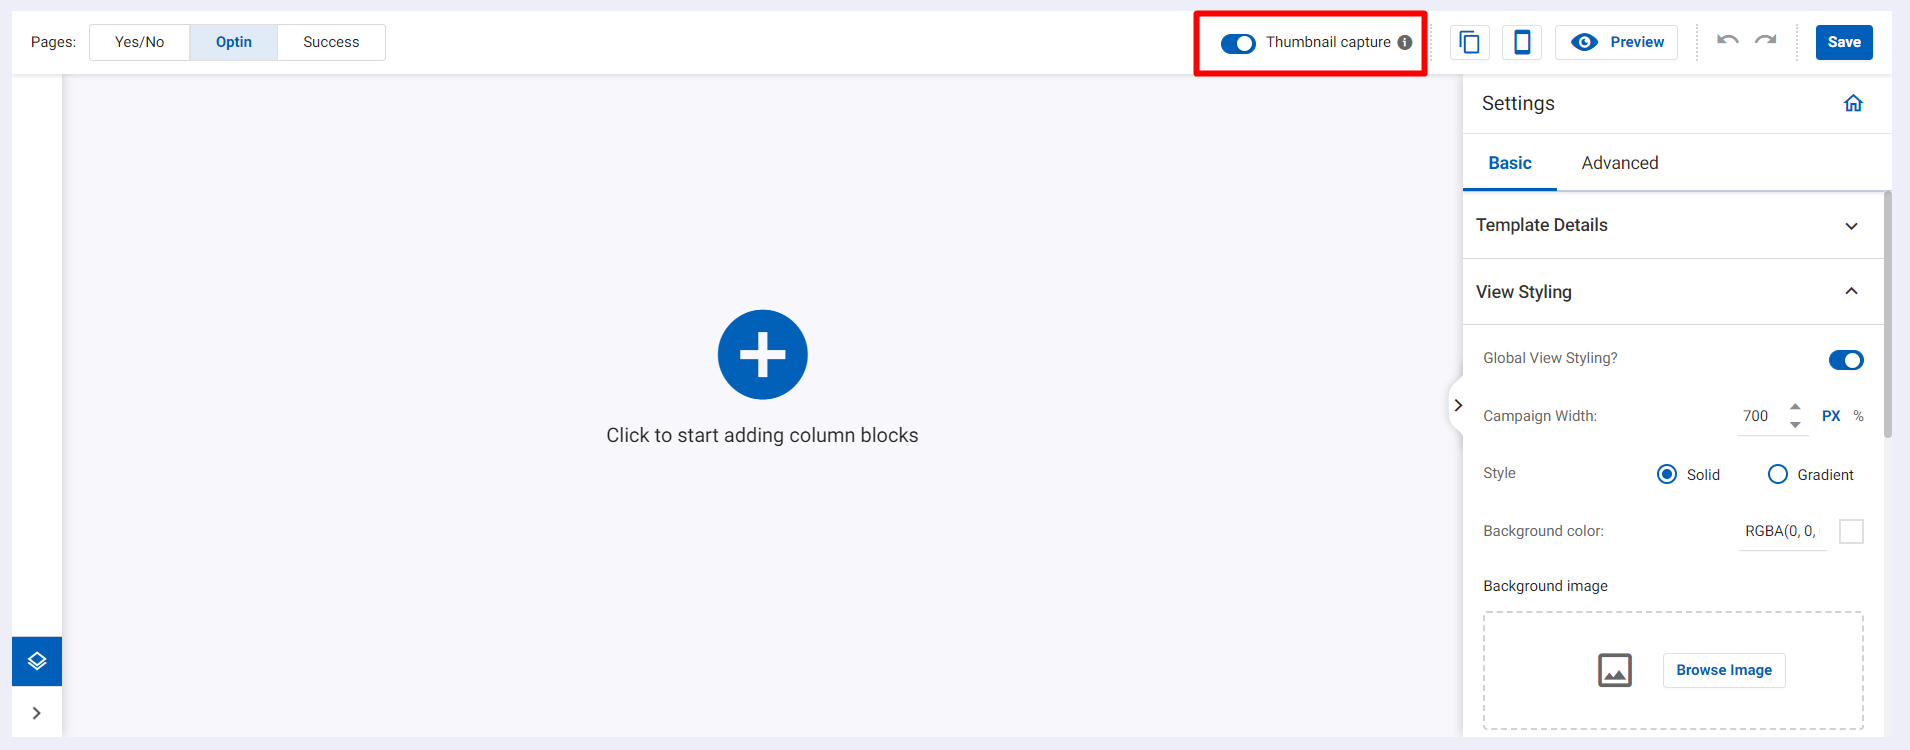 Pages: Yes/No Optin Success Thumbnail capture Preview Save
Settings
Basic Advanced
Template Details
View Styling
Global View Styling?
Campaign Width: 700 PX %
Style Solid Gradient
Background color: RGBA(0, 0,
Background image
Browse Image
Click to start adding column blocks